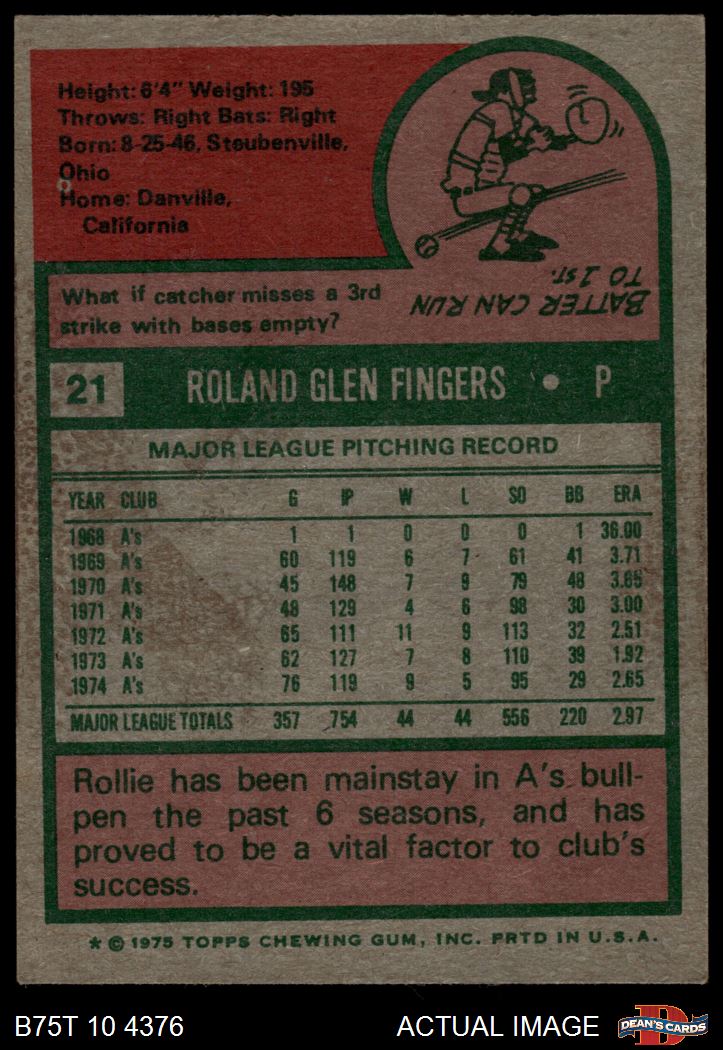 Height: 6'4" Weight: 195
Throws: Right Bats: Right
Born: 8-25-46, Steubenville,
Ohio
Home: Danville,
California
What if catcher misses a 3rd
strike with bases empty?
BATTER CAN RUN
TO 1ST.
21 ROLAND GLEN FINGERS • P
MAJOR LEAGUE PITCHING RECORD
YEAR CLUB G IP W L SO BB ERA
1968 A's 1 1 0 0 0 1 36.00
1969 A's 60 119 6 7 61 41 3.71
1970 A's 45 148 7 9 79 48 3.65
1971 A's 48 129 4 6 98 30 3.00
1972 A's 65 111 11 9 113 32 2.51
1973 A's 62 127 7 8 110 39 1.92
1974 A's 76 119 9 5 95 29 2.65
MAJOR LEAGUE TOTALS 357 754 44 44 556 220 2.97
Rollie has been mainstay in A's bull-
pen the past 6 seasons, and has
proved to be a vital factor to club's
success.
* © 1975 TOPPS CHEWING GUM, INC. PRTD IN U.S.A.
B75T 10 4376 ACTUAL IMAGE D DEAN'S CARDS